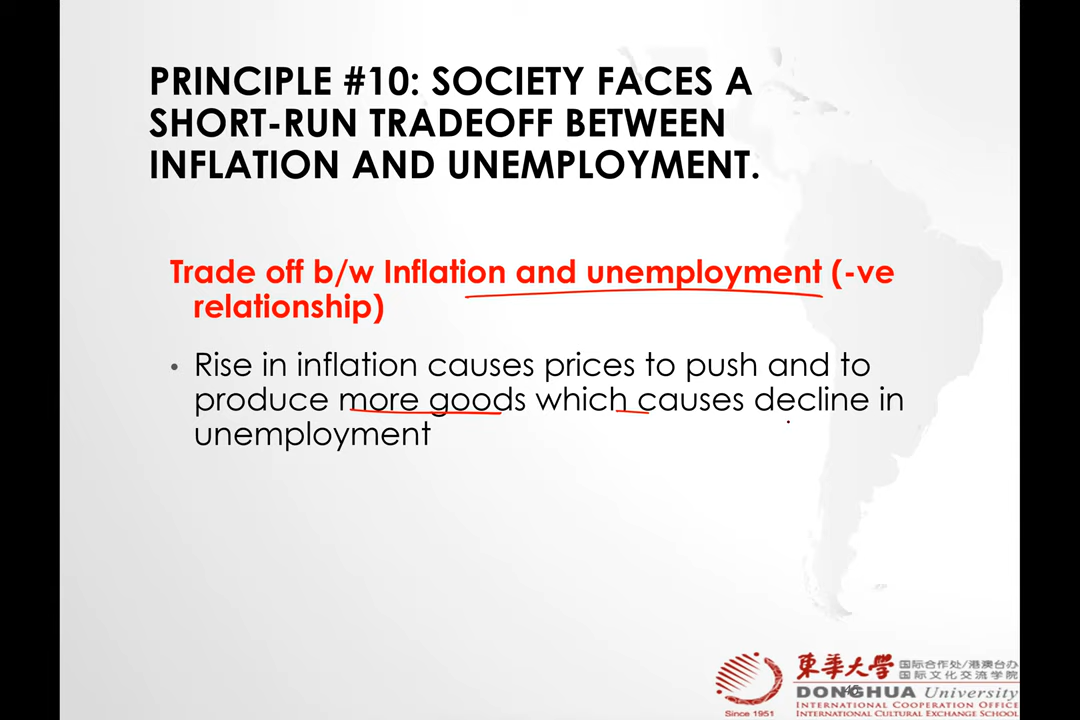 PRINCIPLE #10: SOCIETY FACES A
SHORT-RUN TRADEOFF BETWEEN
INFLATION AND UNEMPLOYMENT.
Trade off b/w Inflation and unemployment (-ve
relationship)
• Rise in inflation causes prices to push and to
produce more goods which causes decline in
unemployment
東華大學
国际合作处/港澳台办
国际文化交流学院
DONGHUA University
INTERNATIONAL COOPERATION OFFICE
INTERNATIONAL CULTURAL EXCHANGE SCHOOL
Since 1951